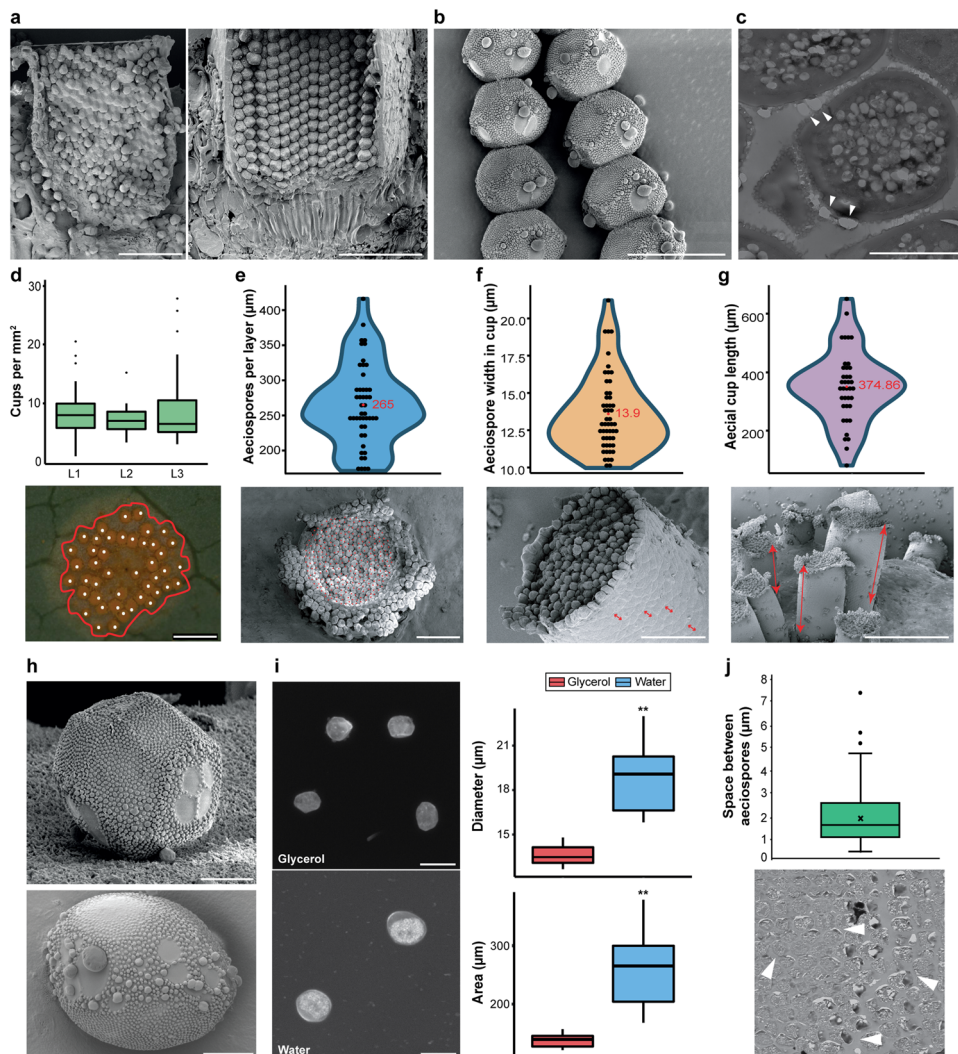 a
b
c
d
e
f
g
Cups per mm²
30
20
10
0
L1
L2
L3
Aeciospores per layer (μm)
400
350
300
250
200
265
Aeciospore width in cup (μm)
20.0
17.5
15.0
12.5
10.0
13.9
Aecial cup length (μm)
600
400
200
0
374.86
h
i
j
Glycerol
Water
Glycerol
Water
Diameter (μm)
21
18
15
**
Area (μm)
300
200
**
Space between
aeciospores (μm)
8
7
6
5
4
3
2
1
0
x